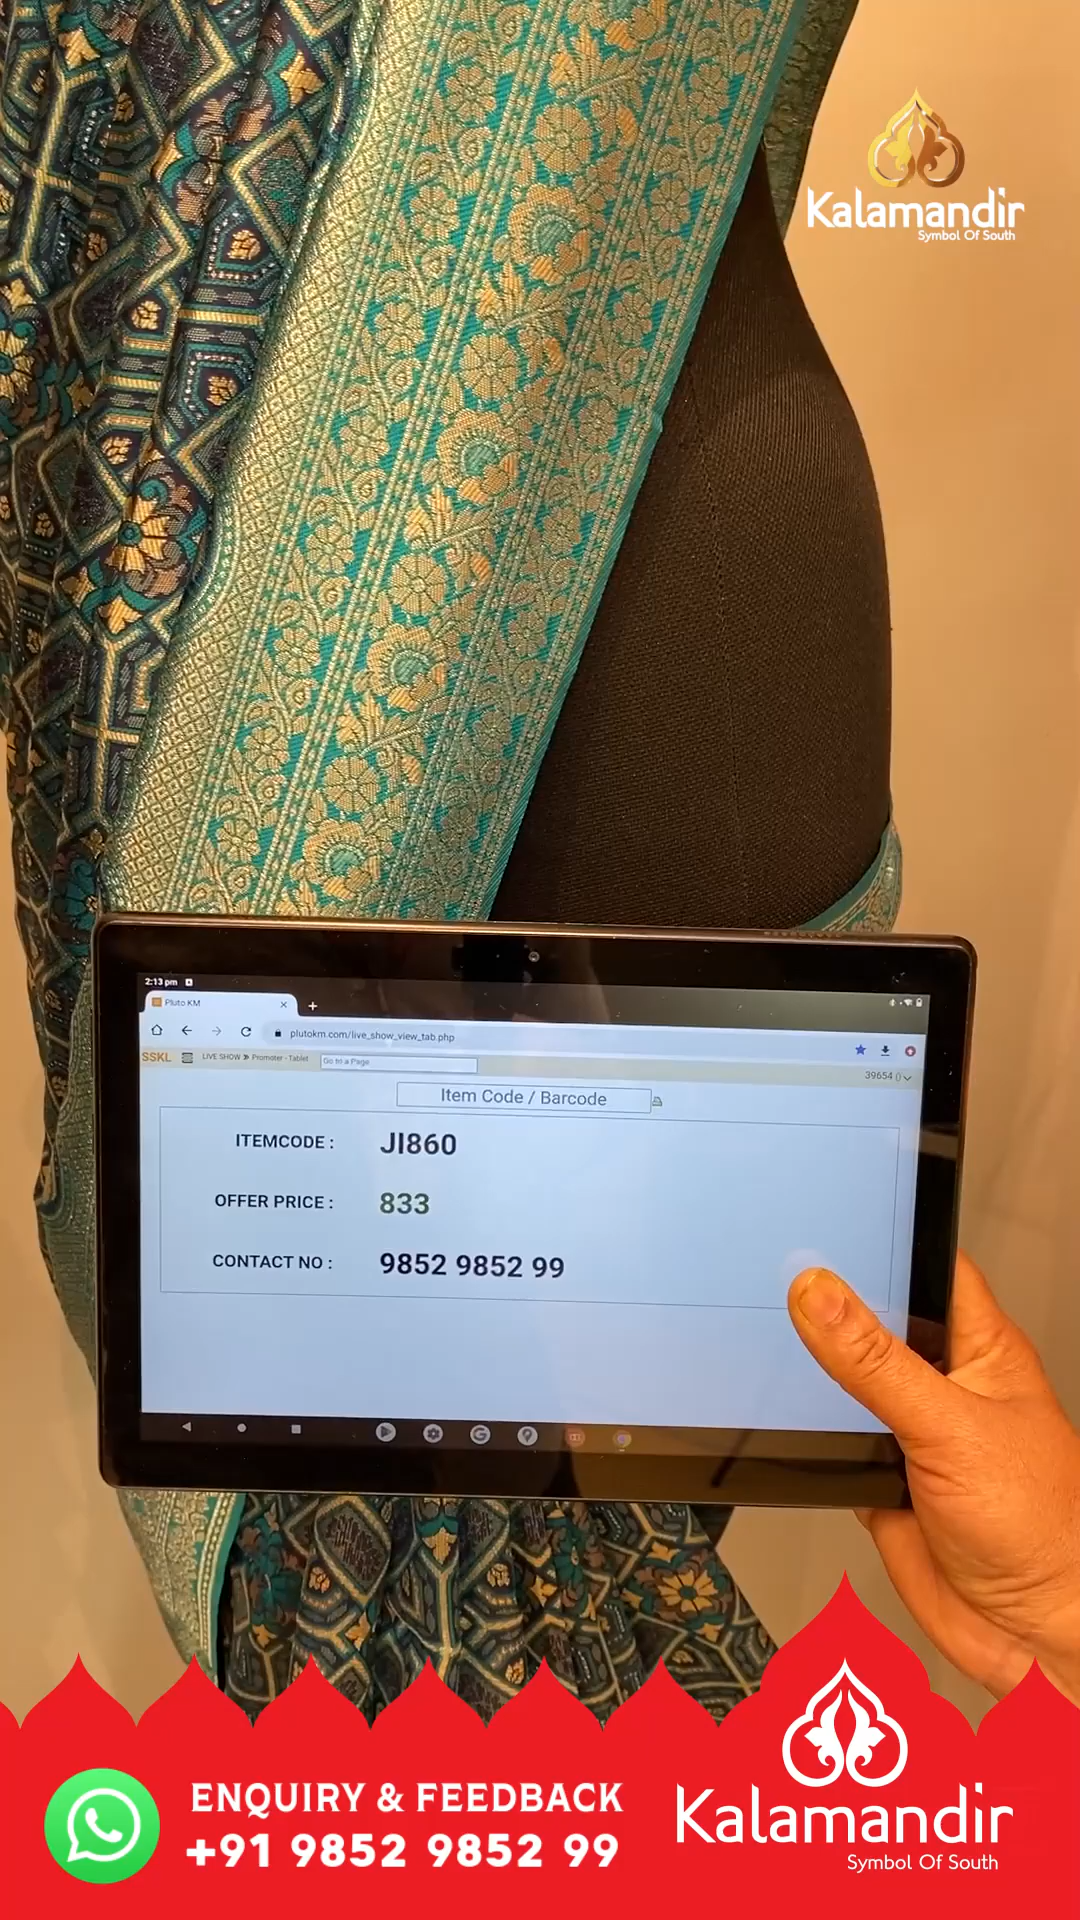 Kalamandir
Symbol Of South
2:13 pm
Pluto KM
plutokm.com/live_show_view_tab.php
SSKL LIVE SHOW » Promoter - Tablet Go to a Page
39654 ()
Item Code / Barcode
ITEMCODE : JI860
OFFER PRICE : 833
CONTACT NO : 9852 9852 99
ENQUIRY & FEEDBACK
+91 9852 9852 99
Kalamandir
Symbol Of South